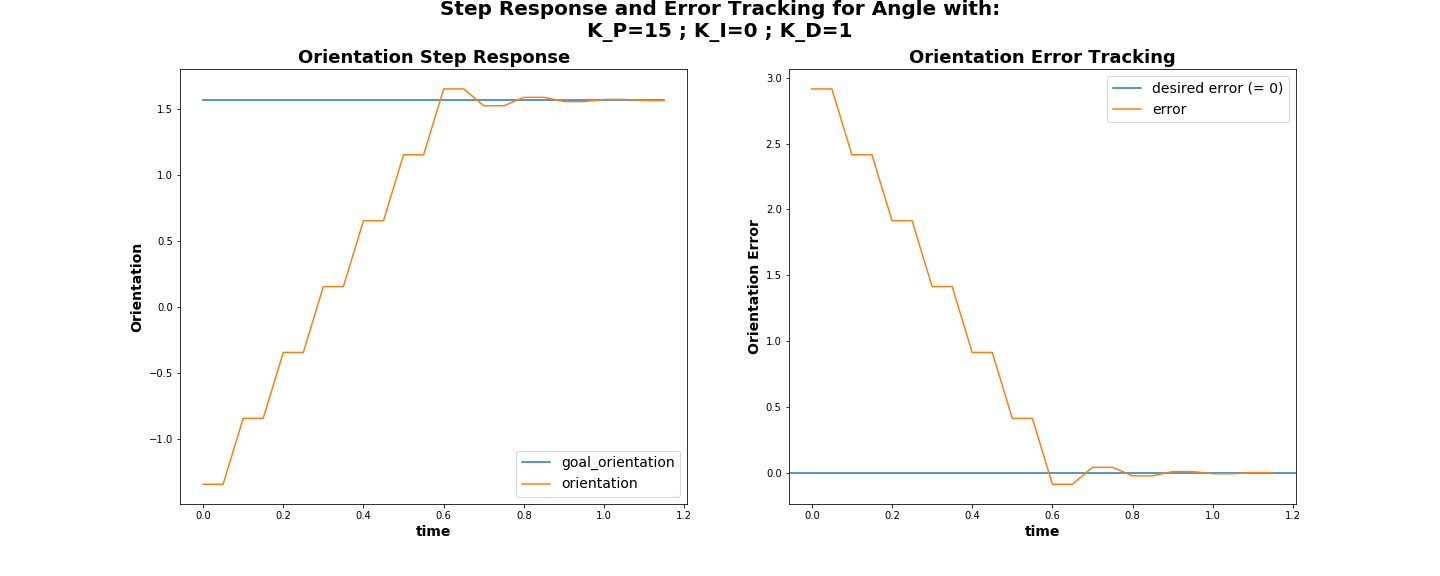 Step Response and Error Tracking for Angle with:
K_P=15 ; K_I=0 ; K_D=1
Orientation Step Response
Orientation
1.5
1.0
0.5
0.0
−0.5
−1.0
goal_orientation
orientation
0.0 0.2 0.4 0.6 0.8 1.0 1.2
time
Orientation Error Tracking
Orientation Error
3.0
2.5
2.0
1.5
1.0
0.5
0.0
desired error (= 0)
error
0.0 0.2 0.4 0.6 0.8 1.0 1.2
time